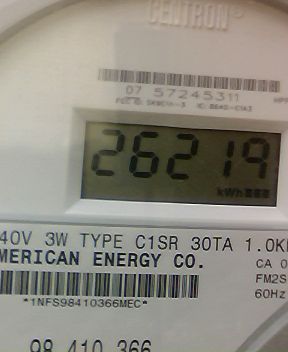 CENTRON®
07 57245311
26219
kWh
40V 3W TYPE C1SR 30TA 1.0K
MERICAN ENERGY CO.
CA 0
FM2S
60Hz
*1NFS98410366MEC*
98 410 366